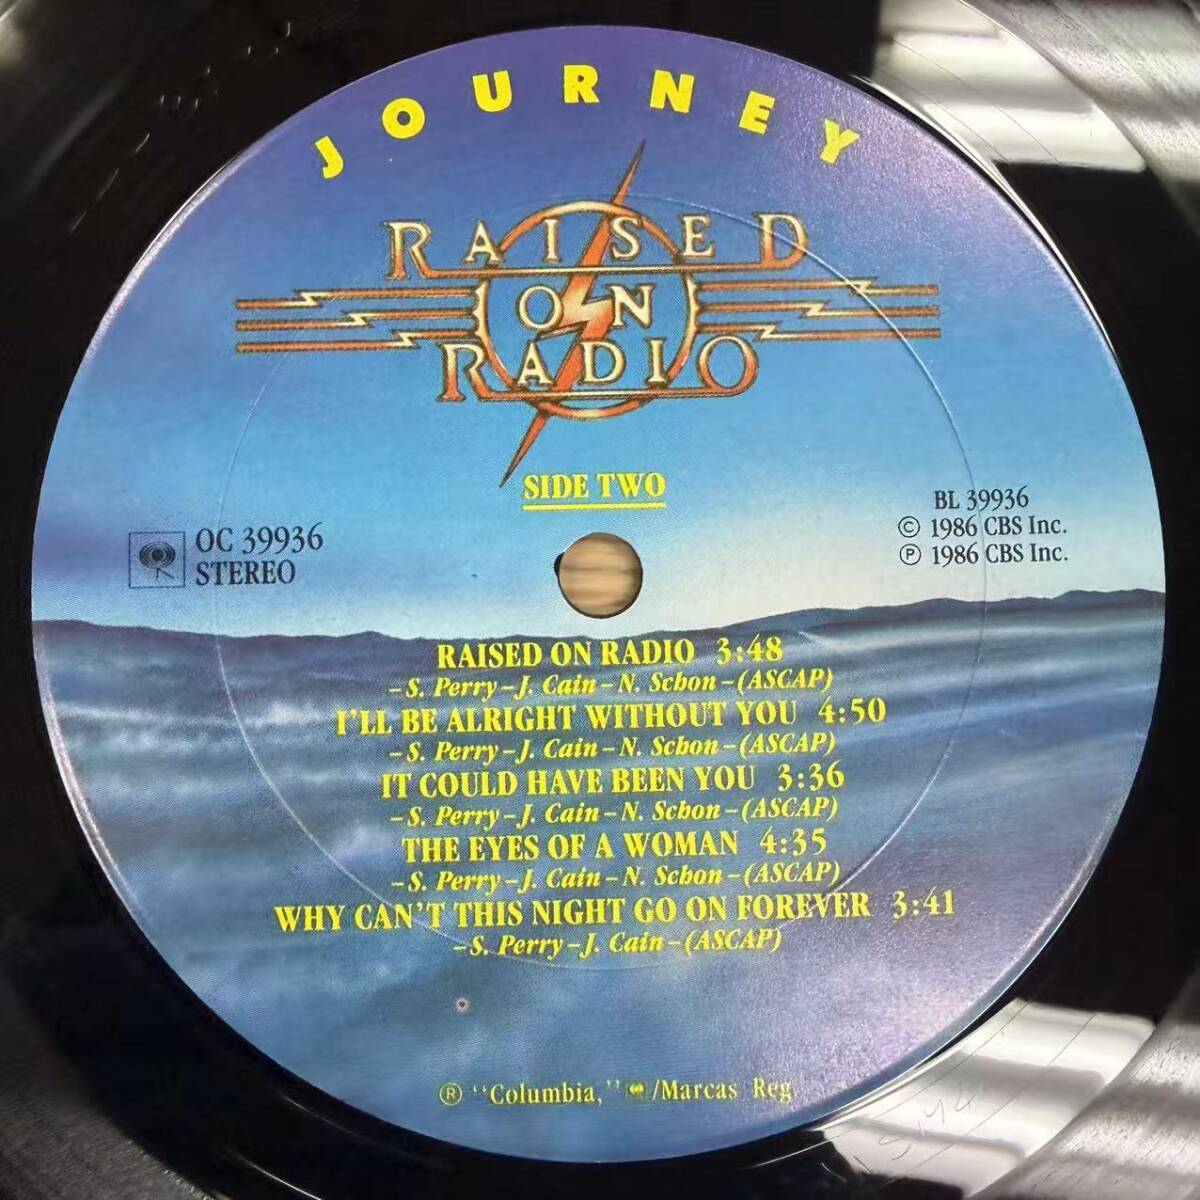 JOURNEY
RAISED
ON
RADIO
SIDE TWO
OC 39936
STEREO
BL 39936
© 1986 CBS Inc.
℗ 1986 CBS Inc.
RAISED ON RADIO 3:48
–S. Perry–J. Cain–N. Schon–(ASCAP)
I'LL BE ALRIGHT WITHOUT YOU 4:50
–S. Perry–J. Cain–N. Schon–(ASCAP)
IT COULD HAVE BEEN YOU 3:36
–S. Perry–J. Cain–N. Schon–(ASCAP)
THE EYES OF A WOMAN 4:35
–S. Perry–J. Cain–N. Schon–(ASCAP)
WHY CAN'T THIS NIGHT GO ON FOREVER 3:41
–S. Perry–J. Cain–(ASCAP)
® "Columbia," /Marcas Reg